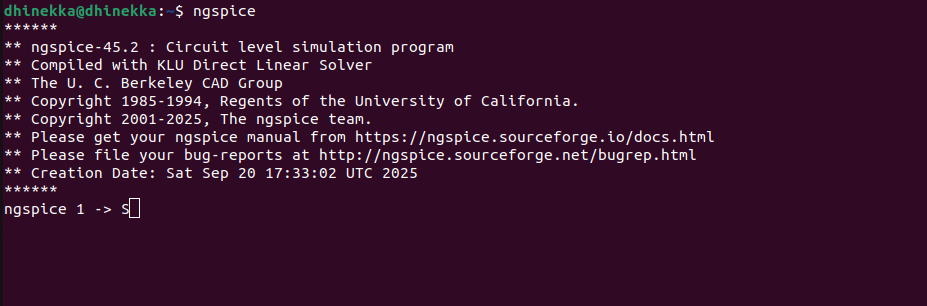 dhinekka@dhinekka:~$ ngspice
******
** ngspice-45.2 : Circuit level simulation program
** Compiled with KLU Direct Linear Solver
** The U. C. Berkeley CAD Group
** Copyright 1985-1994, Regents of the University of California.
** Copyright 2001-2025, The ngspice team.
** Please get your ngspice manual from https://ngspice.sourceforge.io/docs.html
** Please file your bug-reports at http://ngspice.sourceforge.net/bugrep.html
** Creation Date: Sat Sep 20 17:33:02 UTC 2025
******
ngspice 1 -> S